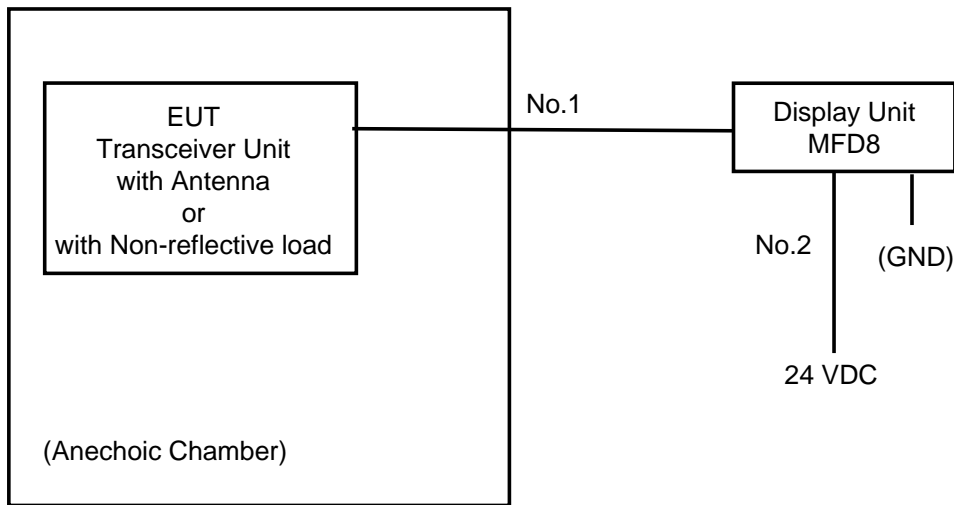 EUT
Transceiver Unit
with Antenna
or
with Non-reflective load
No.1
Display Unit
MFD8
No.2
(GND)
24 VDC
(Anechoic Chamber)